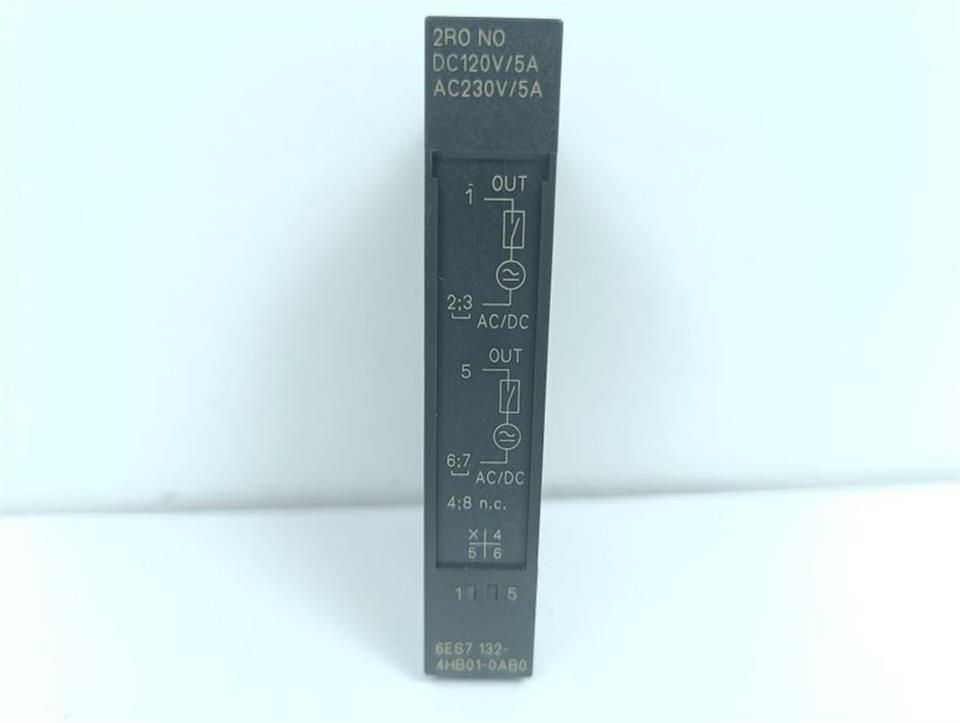 2RO NO
DC120V/5A
AC230V/5A
OUT
1
2;3
AC/DC
OUT
5
6;7
AC/DC
4;8 n.c.
X 4
5 6
1 5
6ES7 132-
4HB01-0AB0